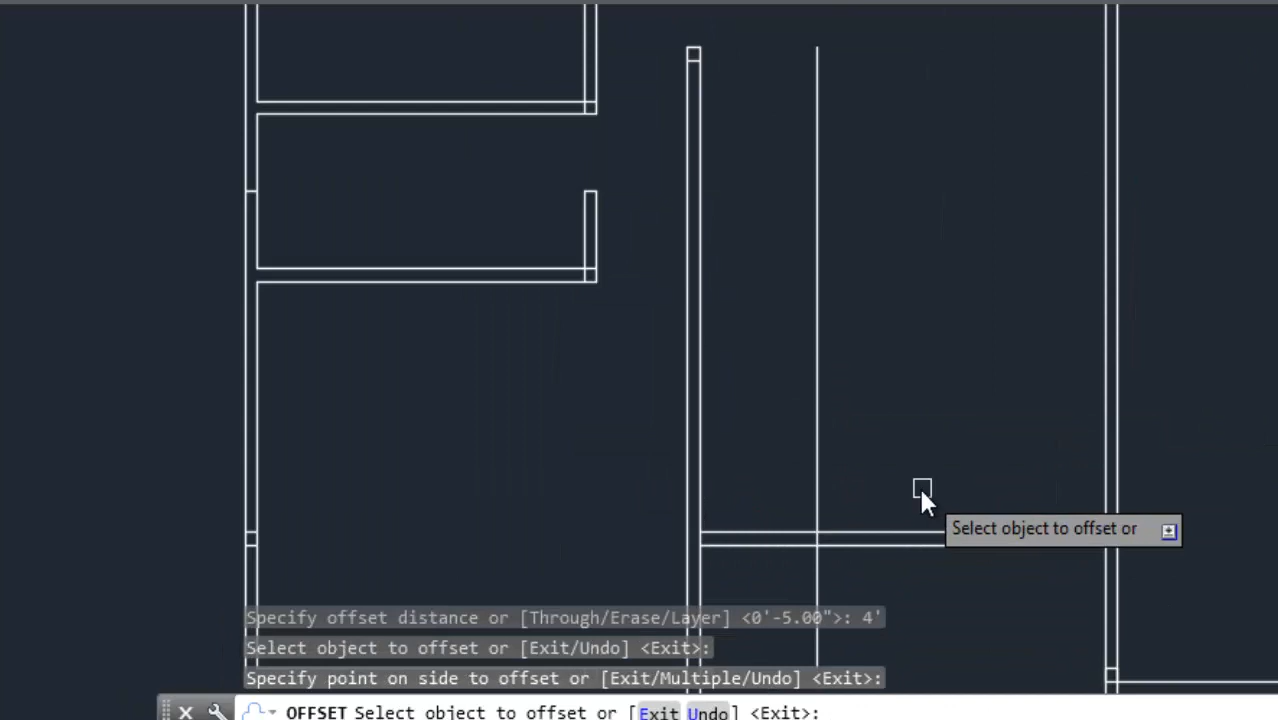 Select object to offset or
Specify offset distance or [Through/Erase/Layer] <0'-5.00">: 4'
Select object to offset or [Exit/Undo] <Exit>:
Specify point on side to offset or [Exit/Multiple/Undo] <Exit>:
OFFSET Select object to offset or [Exit Undo] <Exit>: